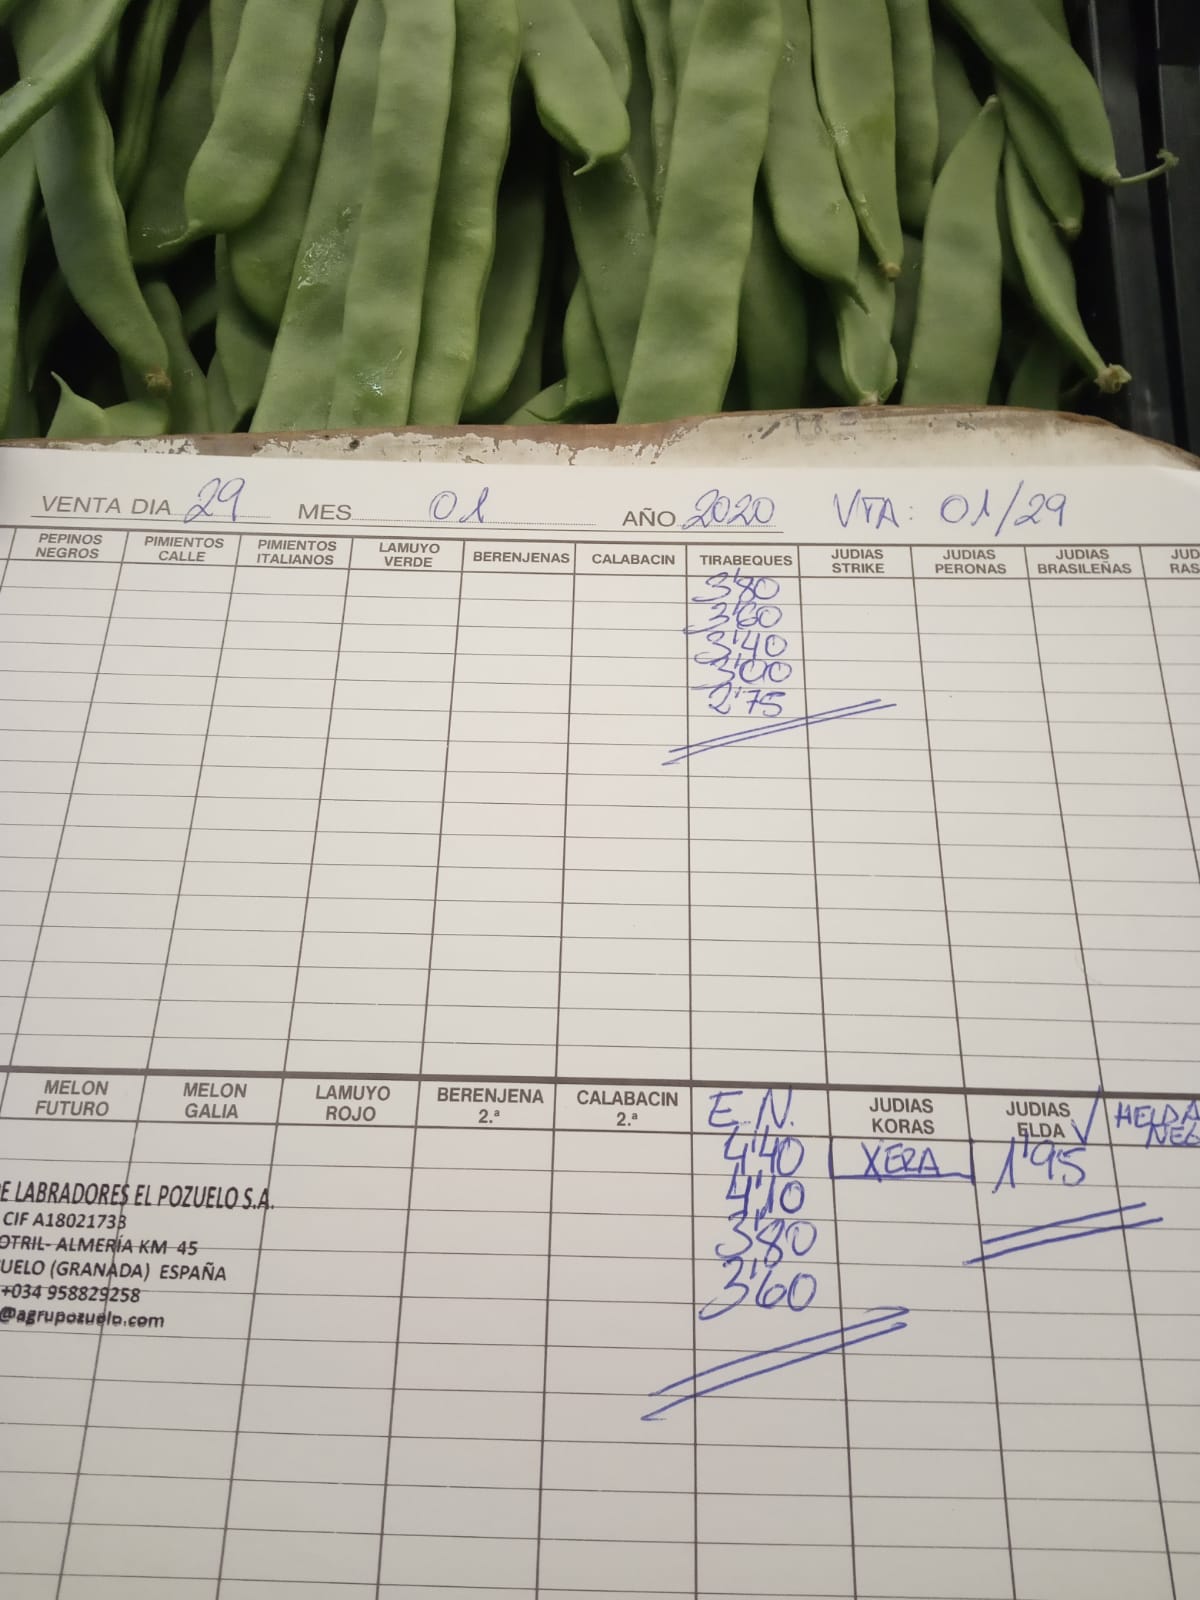 VENTA DIA 29 MES 01 AÑO 2020 VTA: 01/29
PEPINOS NEGROS PIMIENTOS CALLE PIMIENTOS ITALIANOS LAMUYO VERDE BERENJENAS CALABACIN TIRABEQUES JUDIAS STRIKE JUDIAS PERONAS JUDIAS BRASILEÑAS JUD RAS
3'80
3'60
3'40
3'00
2'75
MELON FUTURO MELON GALIA LAMUYO ROJO BERENJENA 2.ª CALABACIN 2.ª E.N. JUDIAS KORAS JUDIAS ELDA HELDA NEG
4'40 XERA 1'95
4'10
3'80
3'60
E LABRADORES EL POZUELO S.A.
CIF A18021733
OTRIL- ALMERÍA KM 45
UELO (GRANADA) ESPAÑA
+034 958829258
@agrupozuelo.com